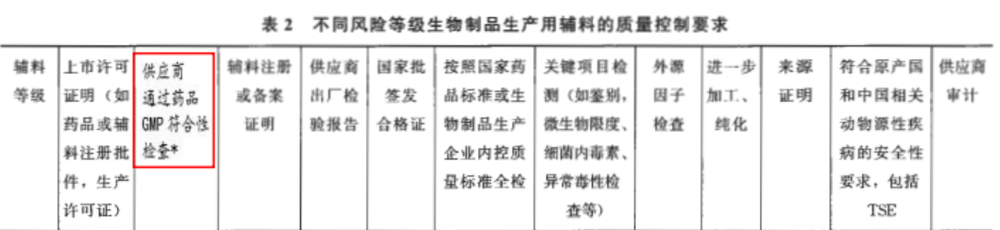 表 2 不同风险等级生物制品生产用辅料的质量控制要求
辅料
等级
上市许可
证明（如
药品或辅
料注册批
件，生产
许可证）
供应商
通过药品
GMP 符合性
检查*
辅料注册
或备案
证明
供应商
出厂检
验报告
国家批
签发
合格证
按照国家药
品标准或生
物制品生产
企业内控质
量标准全检
关键项目检
测（如鉴别，
微生物限度、
细菌内毒素、
异常毒性检
查等）
外源
因子
检查
进一步
加工、
纯化
来源
证明
符合原产国
和中国相关
动物源性疾
病的安全性
要求，包括
TSE
供应商
审计